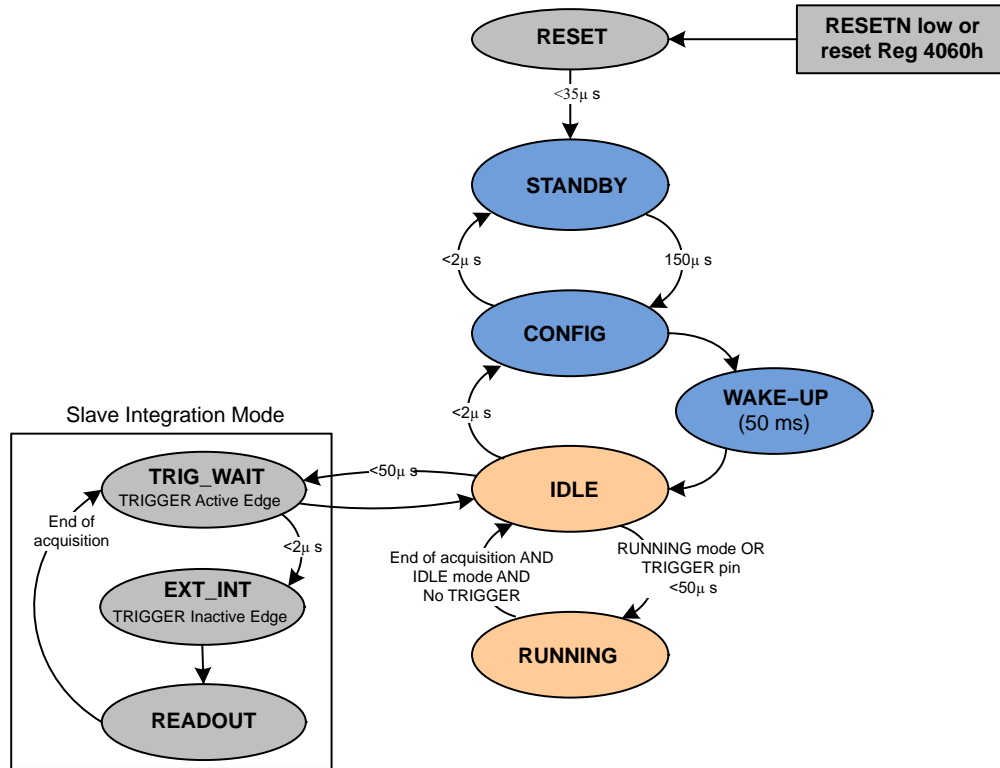 RESET
RESETN low or
reset Reg 4060h
<35μ s
STANDBY
<2μ s
150μ s
CONFIG
WAKE−UP
(50 ms)
<2μ s
Slave Integration Mode
TRIG_WAIT
TRIGGER Active Edge
<50μ s
IDLE
End of
acquisition
<2μ s
End of acquisition AND
IDLE mode AND
No TRIGGER
RUNNING mode OR
TRIGGER pin
<50μ s
EXT_INT
TRIGGER Inactive Edge
RUNNING
READOUT